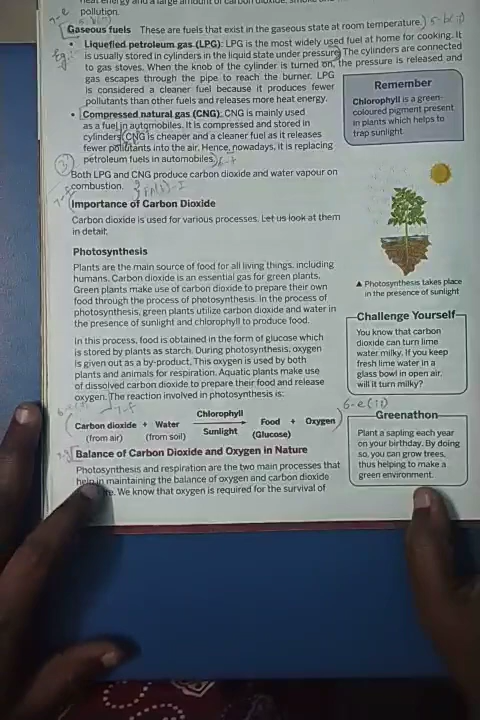 heat energy and a large amount of carbon dioxide, smoke and
pollution.
Gaseous fuels These are fuels that exist in the gaseous state at room temperature.
• Liquefied petroleum gas (LPG): LPG is the most widely used fuel at home for cooking. It
is usually stored in cylinders in the liquid state under pressure. The cylinders are connected
to gas stoves. When the knob of the cylinder is turned on, the pressure is released and
gas escapes through the pipe to reach the burner. LPG
is considered a cleaner fuel because it produces fewer
pollutants than other fuels and releases more heat energy.
• Compressed natural gas (CNG): CNG is mainly used
as a fuel in automobiles. It is compressed and stored in
cylinders. CNG is cheaper and a cleaner fuel as it releases
fewer pollutants into the air. Hence, nowadays, it is replacing
petroleum fuels in automobiles.
Both LPG and CNG produce carbon dioxide and water vapour on
combustion.
Importance of Carbon Dioxide
Carbon dioxide is used for various processes. Let us look at them
in detail.
Photosynthesis
Plants are the main source of food for all living things, including
humans. Carbon dioxide is an essential gas for green plants.
Green plants make use of carbon dioxide to prepare their own
food through the process of photosynthesis. In the process of
photosynthesis, green plants utilize carbon dioxide and water in
the presence of sunlight and chlorophyll to produce food.
In this process, food is obtained in the form of glucose which
is stored by plants as starch. During photosynthesis, oxygen
is given out as a by-product. This oxygen is used by both
plants and animals for respiration. Aquatic plants make use
of dissolved carbon dioxide to prepare their food and release
oxygen. The reaction involved in photosynthesis is:
Chlorophyll
Carbon dioxide + Water Food + Oxygen
(from air) (from soil) Sunlight (Glucose)
Balance of Carbon Dioxide and Oxygen in Nature
Photosynthesis and respiration are the two main processes that
help in maintaining the balance of oxygen and carbon dioxide
We know that oxygen is required for the survival of
Remember
Chlorophyll is a green-
coloured pigment present
in plants which helps to
trap sunlight.
▲ Photosynthesis takes place
in the presence of sunlight
Challenge Yourself
You know that carbon
dioxide can turn lime
water milky. If you keep
fresh lime water in a
glass bowl in open air,
will it turn milky?
6-e(ii)
Greenathon
Plant a sapling each year
on your birthday. By doing
so, you can grow trees,
thus helping to make a
green environment.